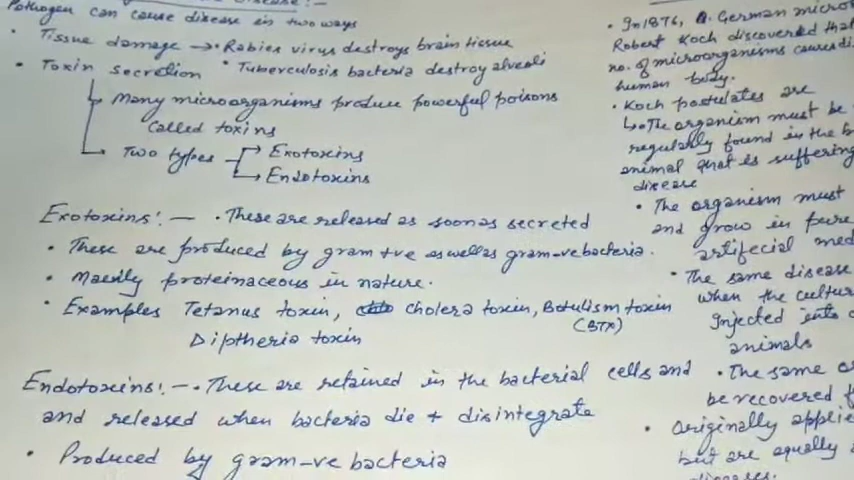 Disease:-
Pathogen can cause disease in two ways
• Tissue damage → • Rabies virus destroys brain tissue
• Tuberculosis bacteria destroy alveoli
• Toxin secretion
Many microorganisms produce powerful poisons
called toxins
Two types → Exotoxins
→ Endotoxins
Exotoxins:— • These are released as soon as secreted
• These are produced by gram +ve as well as gram -ve bacteria.
• Mainly proteinaceous in nature.
• Examples Tetanus toxin, cholera toxin, Botulism toxin
(BTX)
Diptheria toxin
Endotoxins:— • These are retained in the bacterial cells and
and released when bacteria die + disintegrate
• Produced by gram -ve bacteria
• In 1876, A German micro
Robert Koch discovered that
no. of microorganisms causes di
human body.
• Koch postulates are
↳ The organism must be
regularly found in the b
animal that is suffering
disease
• The organism must
and grow in pure
artifecial med
• The same disease
when the cultur
injected into
animals
• The same o
be recovered f
• Originally applie
but are equally
diseases.